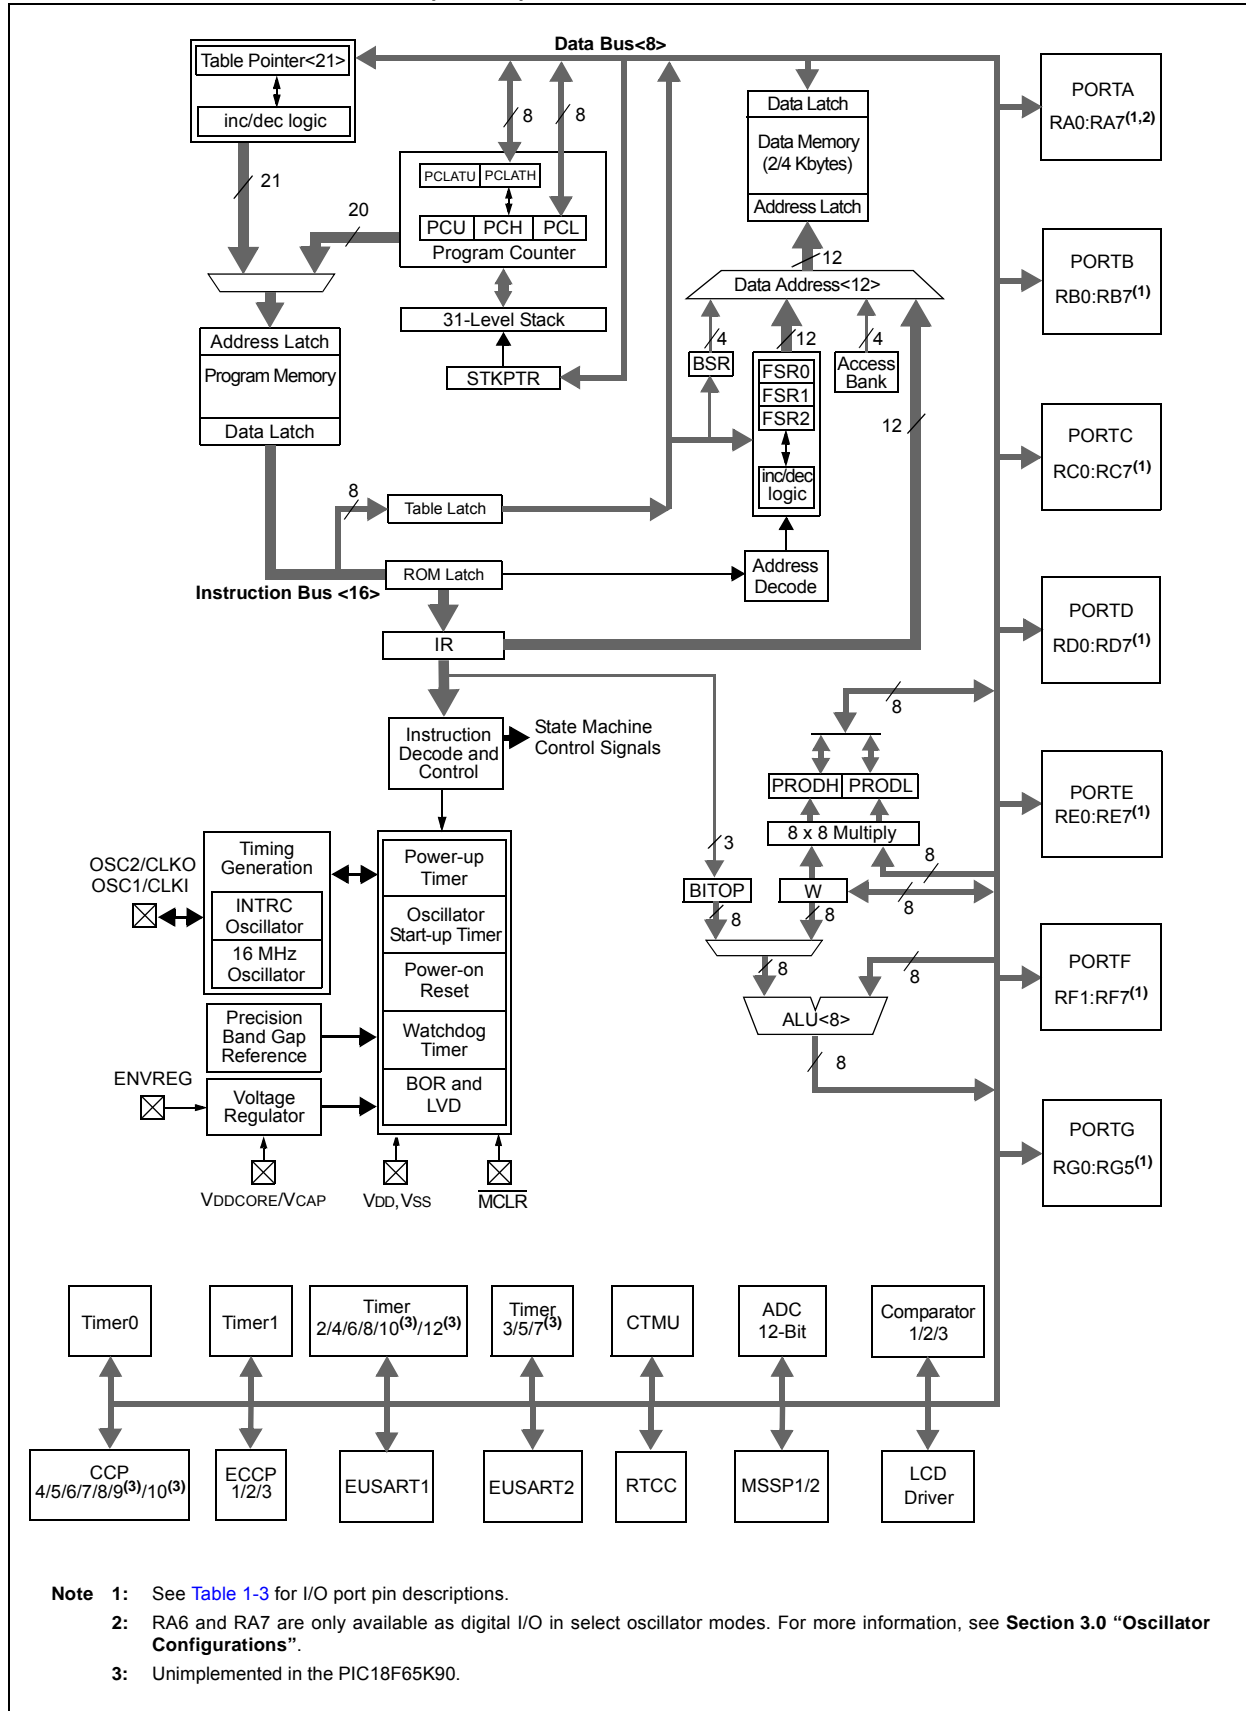 Data Bus<8>
Table Pointer<21>
inc/dec logic
21
20
8
8
PCLATU PCLATH
PCU PCH PCL
Program Counter
31-Level Stack
STKPTR
Data Latch
Data Memory
(2/4 Kbytes)
Address Latch
12
Data Address<12>
4
12
4
BSR
FSR0
FSR1
FSR2
inc/dec
logic
Access
Bank
12
Address
Decode
Address Latch
Program Memory
Data Latch
8
Table Latch
ROM Latch
Instruction Bus <16>
IR
Instruction
Decode and
Control
State Machine
Control Signals
8
PRODH PRODL
8 x 8 Multiply
3
8
BITOP
W
8
8
8
8
8
ALU<8>
8
OSC2/CLKO
OSC1/CLKI
Timing
Generation
INTRC
Oscillator
16 MHz
Oscillator
Power-up
Timer
Oscillator
Start-up Timer
Power-on
Reset
Watchdog
Timer
BOR and
LVD
Precision
Band Gap
Reference
ENVREG
Voltage
Regulator
VDDCORE/VCAP
VDD, VSS
MCLR
PORTA
RA0:RA7(1,2)
PORTB
RB0:RB7(1)
PORTC
RC0:RC7(1)
PORTD
RD0:RD7(1)
PORTE
RE0:RE7(1)
PORTF
RF1:RF7(1)
PORTG
RG0:RG5(1)
Timer0
Timer1
Timer
2/4/6/8/10(3)/12(3)
Timer
3/5/7(3)
CTMU
ADC
12-Bit
Comparator
1/2/3
CCP
4/5/6/7/8/9(3)/10(3)
ECCP
1/2/3
EUSART1
EUSART2
RTCC
MSSP1/2
LCD
Driver
Note 1: See Table 1-3 for I/O port pin descriptions.
2: RA6 and RA7 are only available as digital I/O in select oscillator modes. For more information, see Section 3.0 “Oscillator
Configurations”.
3: Unimplemented in the PIC18F65K90.